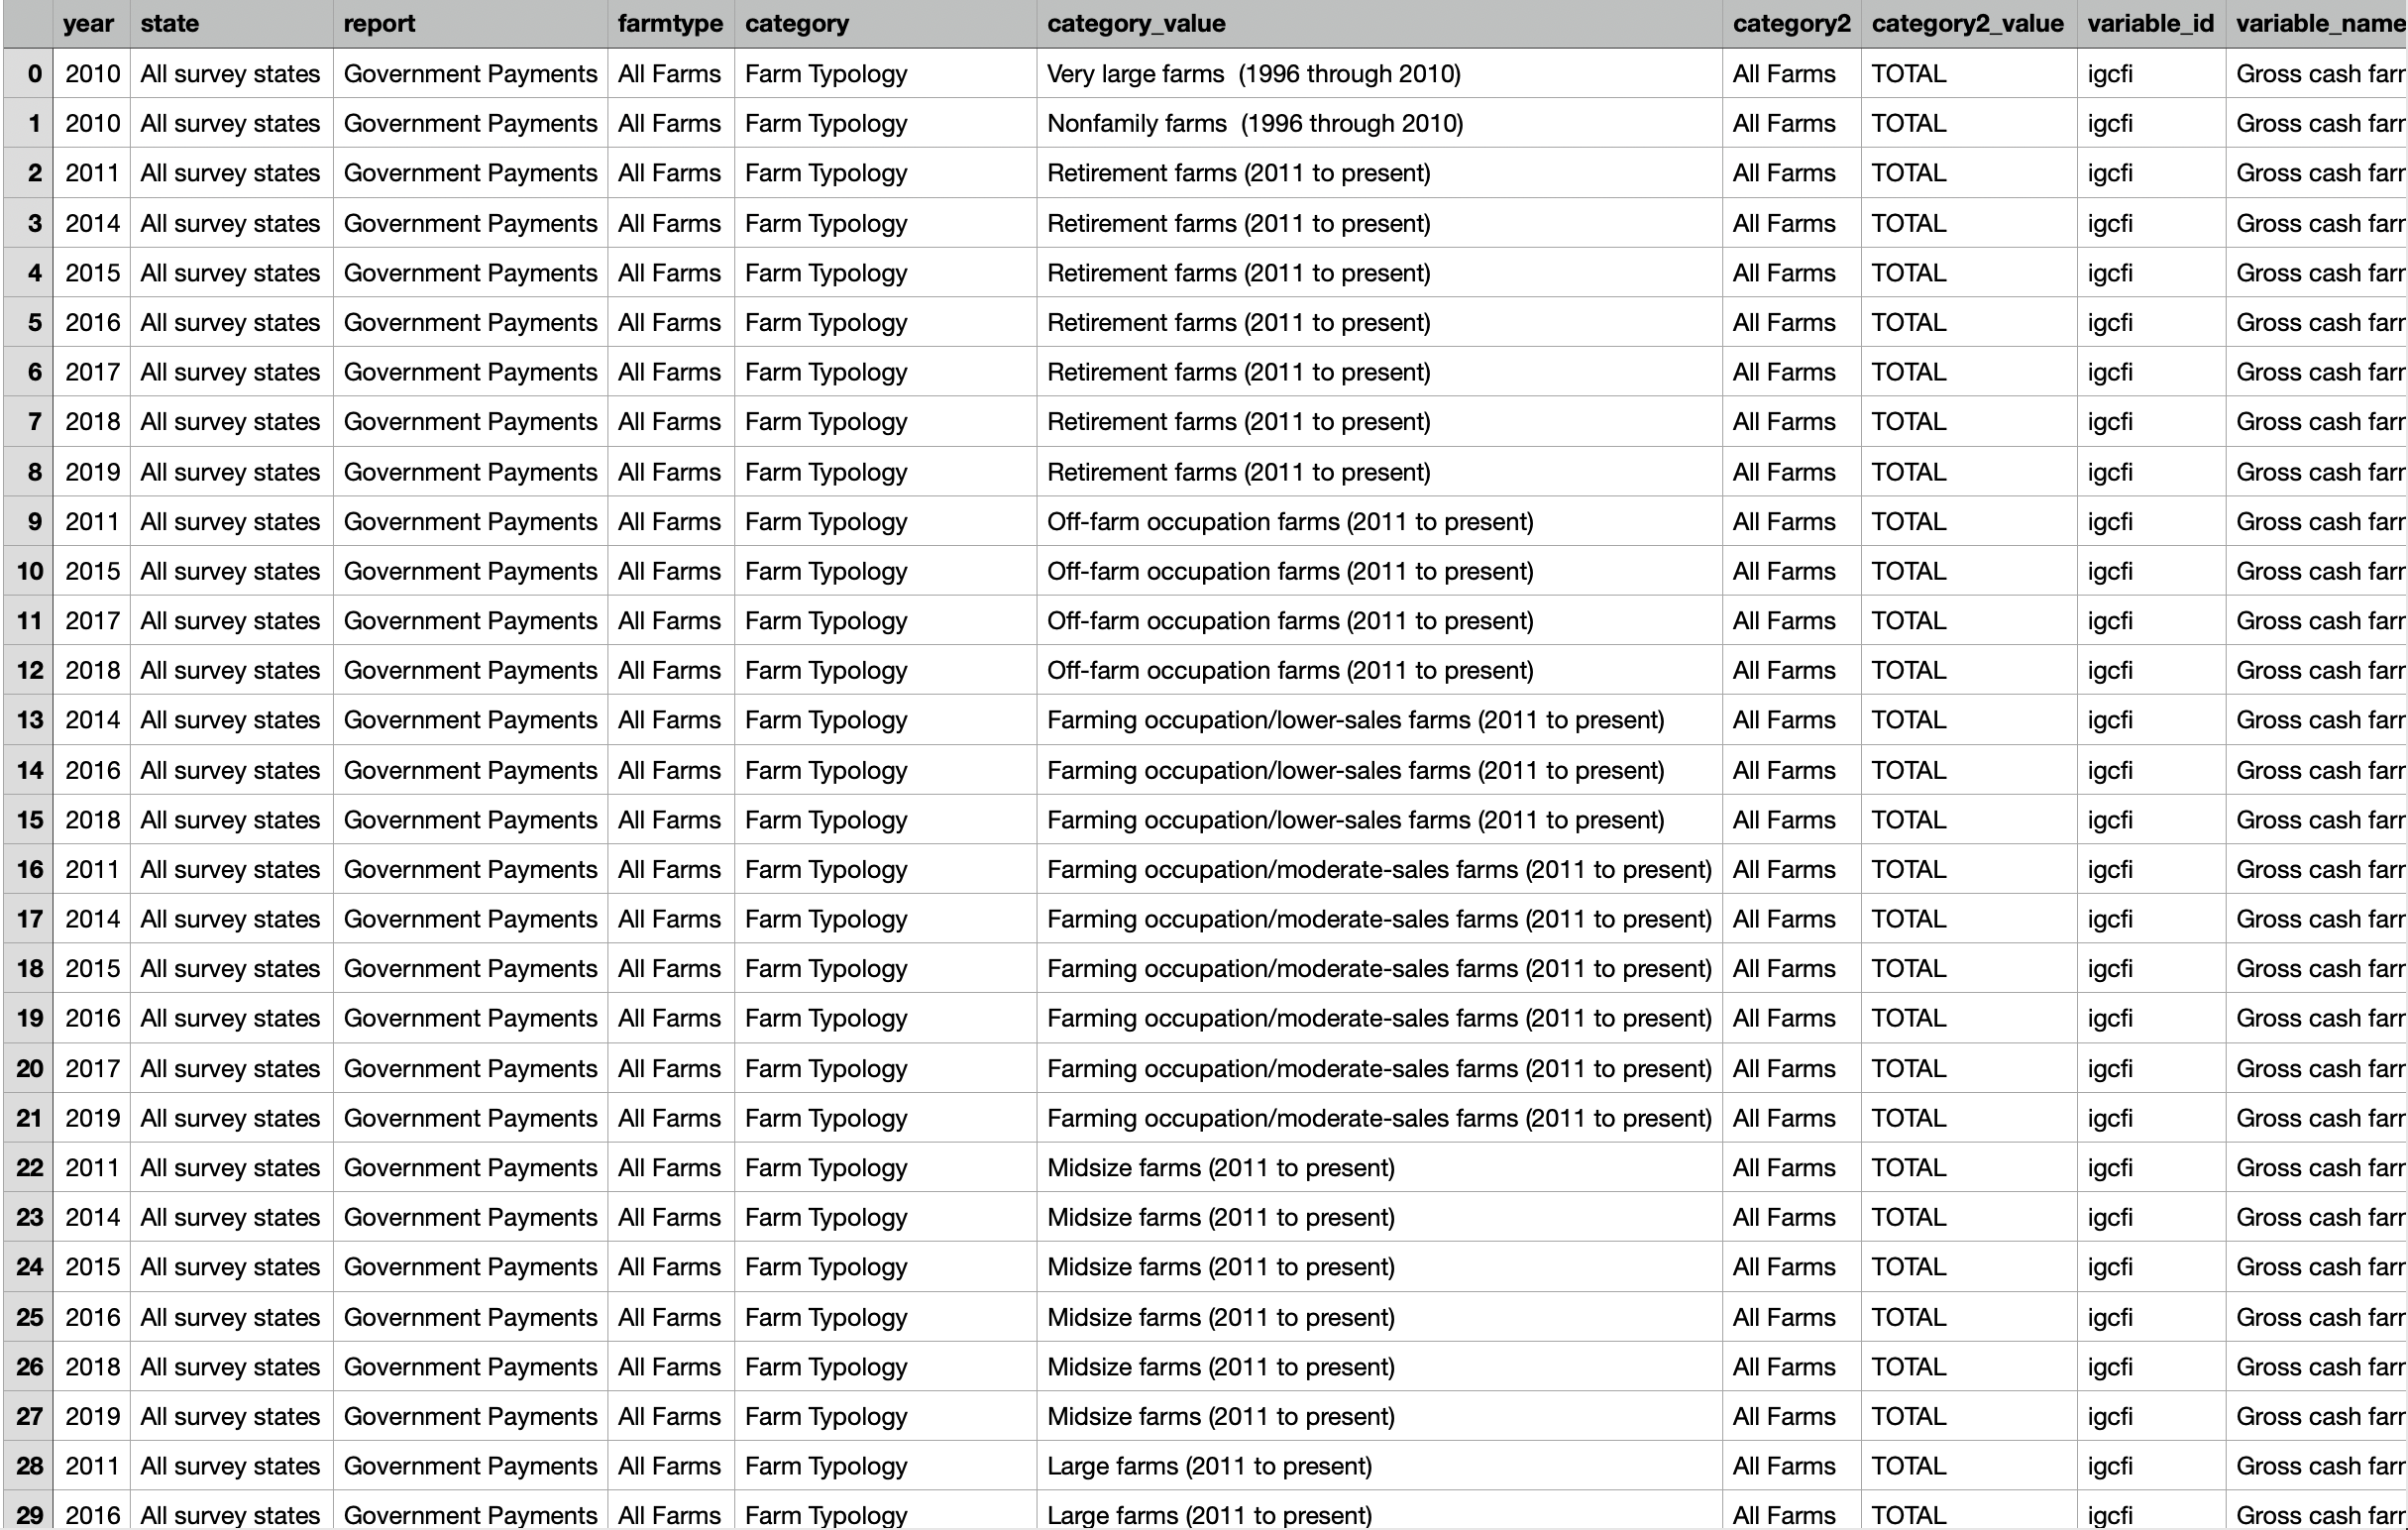 year state report farmtype category category_value category2 category2_value variable_id variable_name
0 2010 All survey states Government Payments All Farms Farm Typology Very large farms  (1996 through 2010) All Farms TOTAL igcfi Gross cash farr
1 2010 All survey states Government Payments All Farms Farm Typology Nonfamily farms  (1996 through 2010) All Farms TOTAL igcfi Gross cash farr
2 2011 All survey states Government Payments All Farms Farm Typology Retirement farms (2011 to present) All Farms TOTAL igcfi Gross cash farr
3 2014 All survey states Government Payments All Farms Farm Typology Retirement farms (2011 to present) All Farms TOTAL igcfi Gross cash farr
4 2015 All survey states Government Payments All Farms Farm Typology Retirement farms (2011 to present) All Farms TOTAL igcfi Gross cash farr
5 2016 All survey states Government Payments All Farms Farm Typology Retirement farms (2011 to present) All Farms TOTAL igcfi Gross cash farr
6 2017 All survey states Government Payments All Farms Farm Typology Retirement farms (2011 to present) All Farms TOTAL igcfi Gross cash farr
7 2018 All survey states Government Payments All Farms Farm Typology Retirement farms (2011 to present) All Farms TOTAL igcfi Gross cash farr
8 2019 All survey states Government Payments All Farms Farm Typology Retirement farms (2011 to present) All Farms TOTAL igcfi Gross cash farr
9 2011 All survey states Government Payments All Farms Farm Typology Off-farm occupation farms (2011 to present) All Farms TOTAL igcfi Gross cash farr
10 2015 All survey states Government Payments All Farms Farm Typology Off-farm occupation farms (2011 to present) All Farms TOTAL igcfi Gross cash farr
11 2017 All survey states Government Payments All Farms Farm Typology Off-farm occupation farms (2011 to present) All Farms TOTAL igcfi Gross cash farr
12 2018 All survey states Government Payments All Farms Farm Typology Off-farm occupation farms (2011 to present) All Farms TOTAL igcfi Gross cash farr
13 2014 All survey states Government Payments All Farms Farm Typology Farming occupation/lower-sales farms (2011 to present) All Farms TOTAL igcfi Gross cash farr
14 2016 All survey states Government Payments All Farms Farm Typology Farming occupation/lower-sales farms (2011 to present) All Farms TOTAL igcfi Gross cash farr
15 2018 All survey states Government Payments All Farms Farm Typology Farming occupation/lower-sales farms (2011 to present) All Farms TOTAL igcfi Gross cash farr
16 2011 All survey states Government Payments All Farms Farm Typology Farming occupation/moderate-sales farms (2011 to present) All Farms TOTAL igcfi Gross cash farr
17 2014 All survey states Government Payments All Farms Farm Typology Farming occupation/moderate-sales farms (2011 to present) All Farms TOTAL igcfi Gross cash farr
18 2015 All survey states Government Payments All Farms Farm Typology Farming occupation/moderate-sales farms (2011 to present) All Farms TOTAL igcfi Gross cash farr
19 2016 All survey states Government Payments All Farms Farm Typology Farming occupation/moderate-sales farms (2011 to present) All Farms TOTAL igcfi Gross cash farr
20 2017 All survey states Government Payments All Farms Farm Typology Farming occupation/moderate-sales farms (2011 to present) All Farms TOTAL igcfi Gross cash farr
21 2019 All survey states Government Payments All Farms Farm Typology Farming occupation/moderate-sales farms (2011 to present) All Farms TOTAL igcfi Gross cash farr
22 2011 All survey states Government Payments All Farms Farm Typology Midsize farms (2011 to present) All Farms TOTAL igcfi Gross cash farr
23 2014 All survey states Government Payments All Farms Farm Typology Midsize farms (2011 to present) All Farms TOTAL igcfi Gross cash farr
24 2015 All survey states Government Payments All Farms Farm Typology Midsize farms (2011 to present) All Farms TOTAL igcfi Gross cash farr
25 2016 All survey states Government Payments All Farms Farm Typology Midsize farms (2011 to present) All Farms TOTAL igcfi Gross cash farr
26 2018 All survey states Government Payments All Farms Farm Typology Midsize farms (2011 to present) All Farms TOTAL igcfi Gross cash farr
27 2019 All survey states Government Payments All Farms Farm Typology Midsize farms (2011 to present) All Farms TOTAL igcfi Gross cash farr
28 2011 All survey states Government Payments All Farms Farm Typology Large farms (2011 to present) All Farms TOTAL igcfi Gross cash farr
29 2016 All survey states Government Payments All Farms Farm Typology Large farms (2011 to present) All Farms TOTAL igcfi Gross cash farr